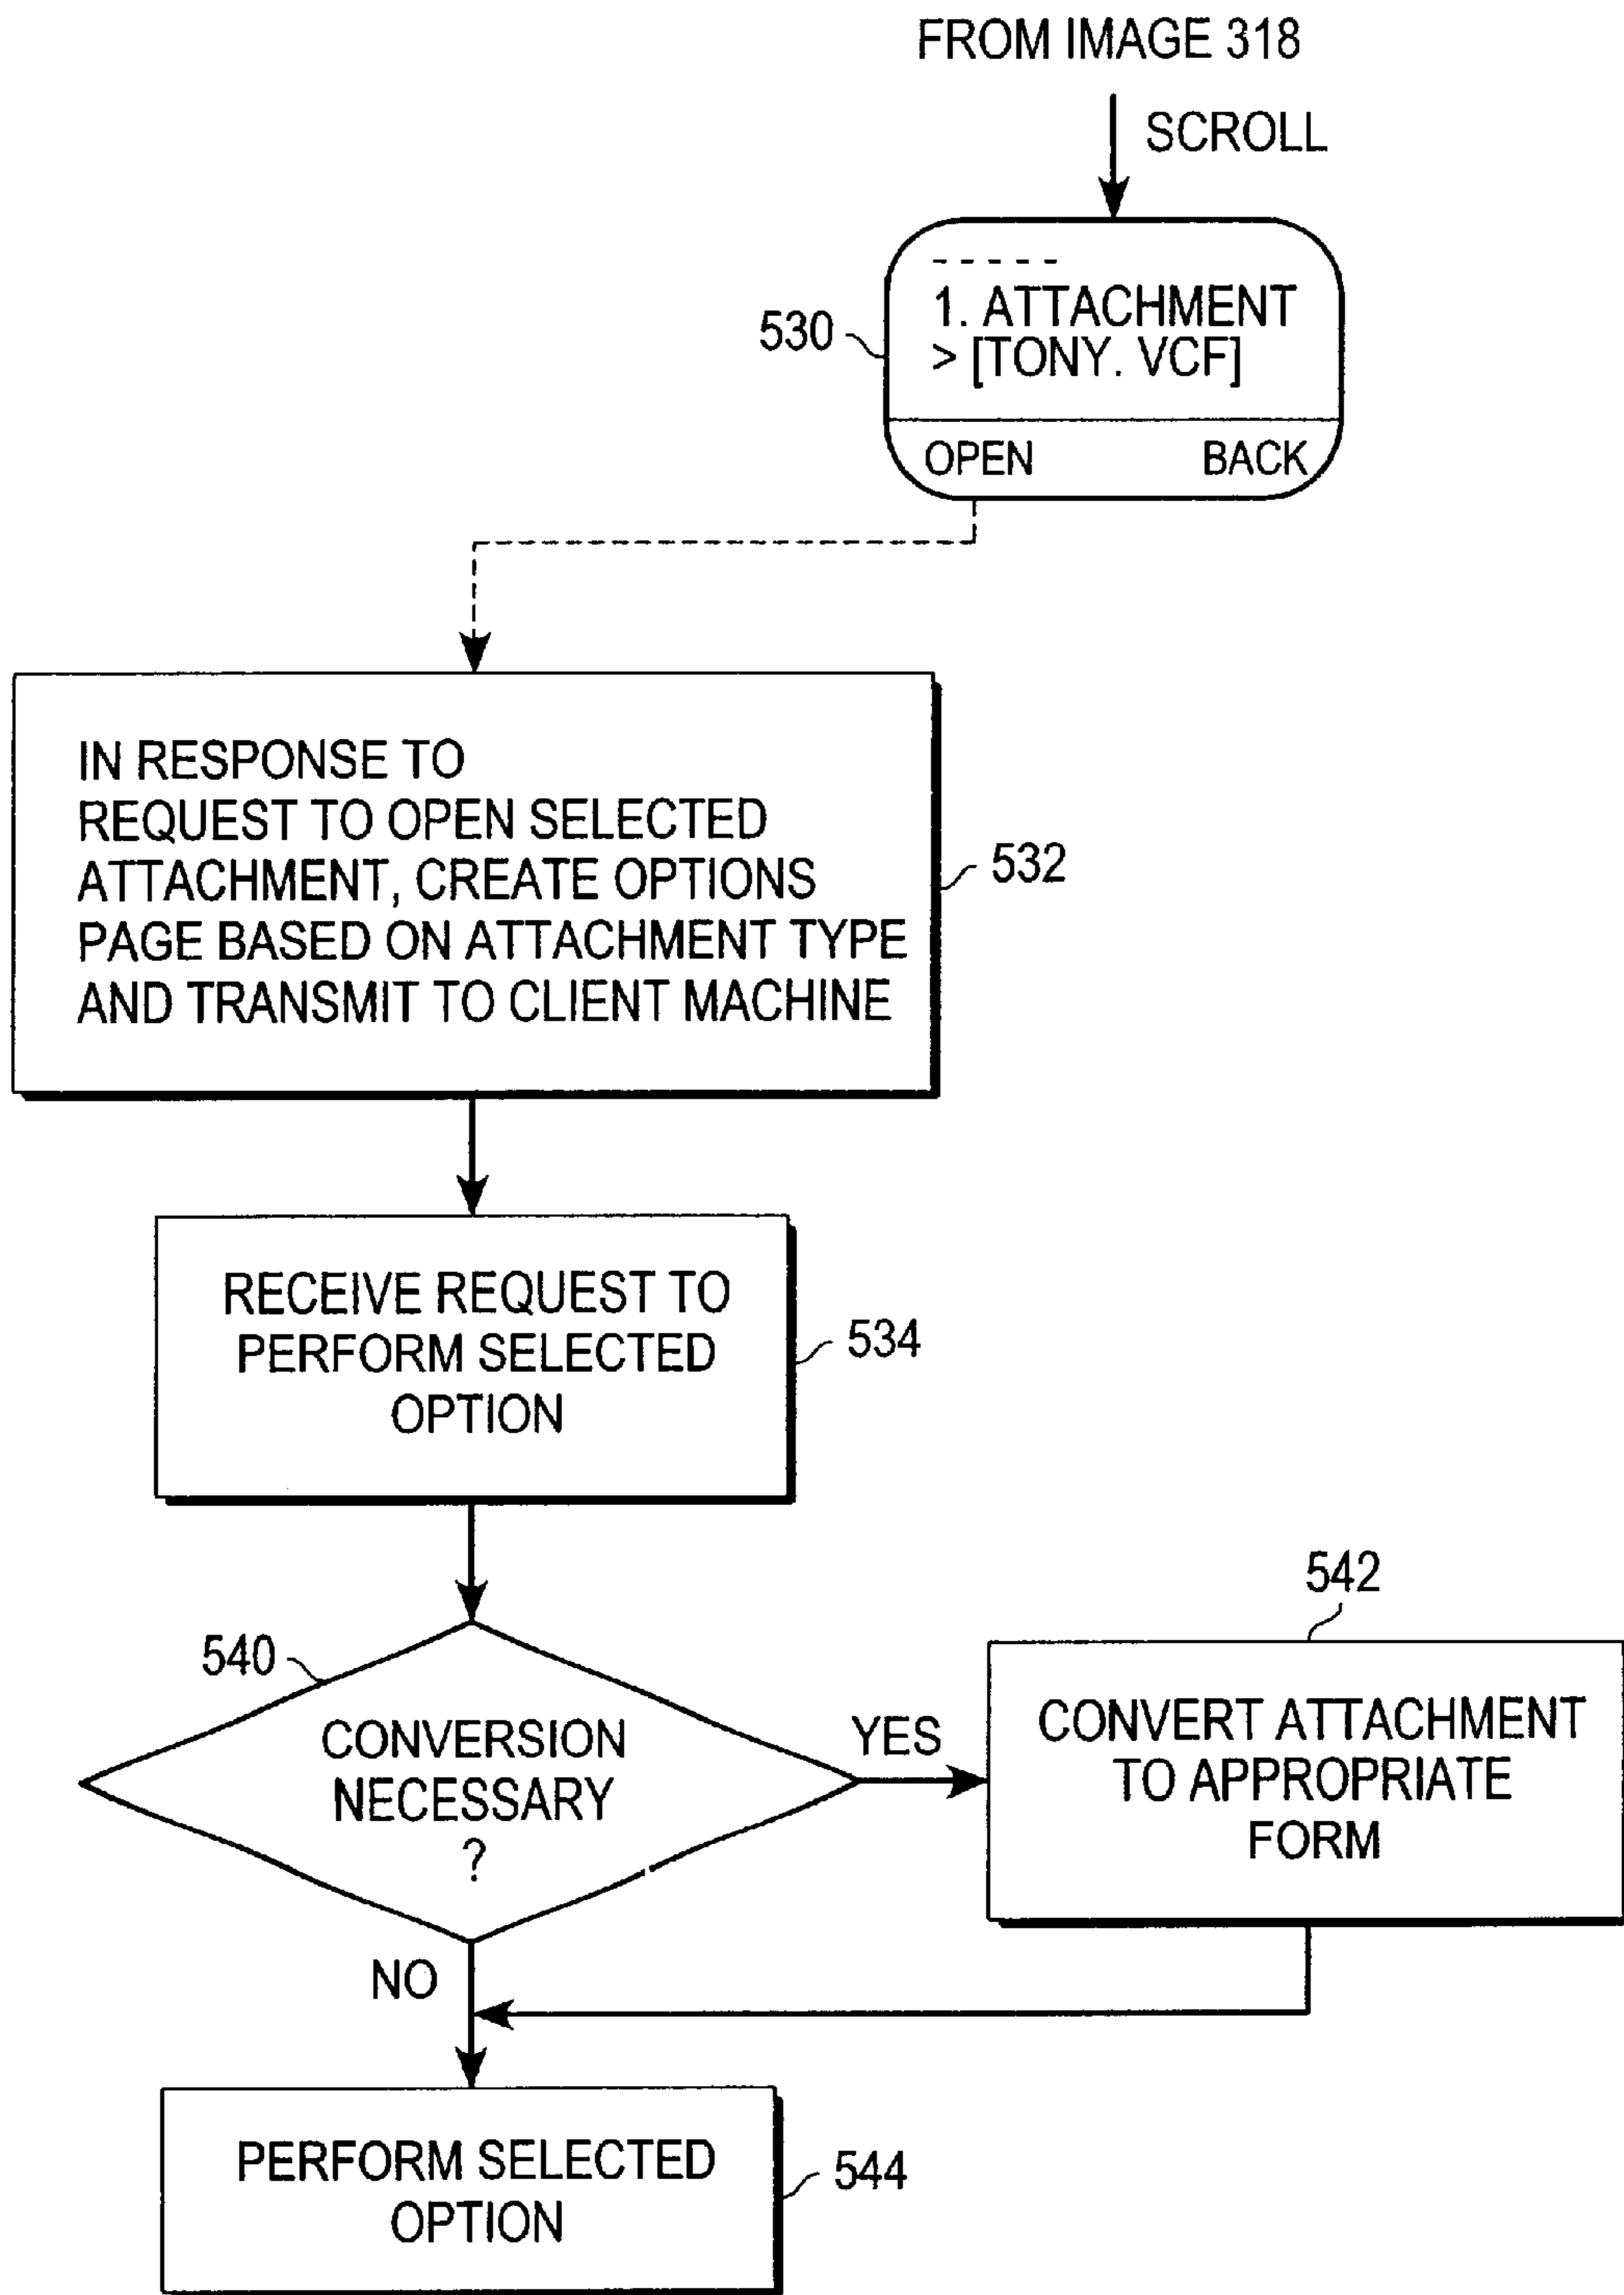 FROM IMAGE 318
SCROLL
------
1. ATTACHMENT
> [TONY. VCF]
OPEN BACK
530
IN RESPONSE TO
REQUEST TO OPEN SELECTED
ATTACHMENT, CREATE OPTIONS
PAGE BASED ON ATTACHMENT TYPE
AND TRANSMIT TO CLIENT MACHINE
532
RECEIVE REQUEST TO
PERFORM SELECTED
OPTION
534
540
CONVERSION
NECESSARY
?
YES
542
CONVERT ATTACHMENT
TO APPROPRIATE
FORM
NO
PERFORM SELECTED
OPTION
544